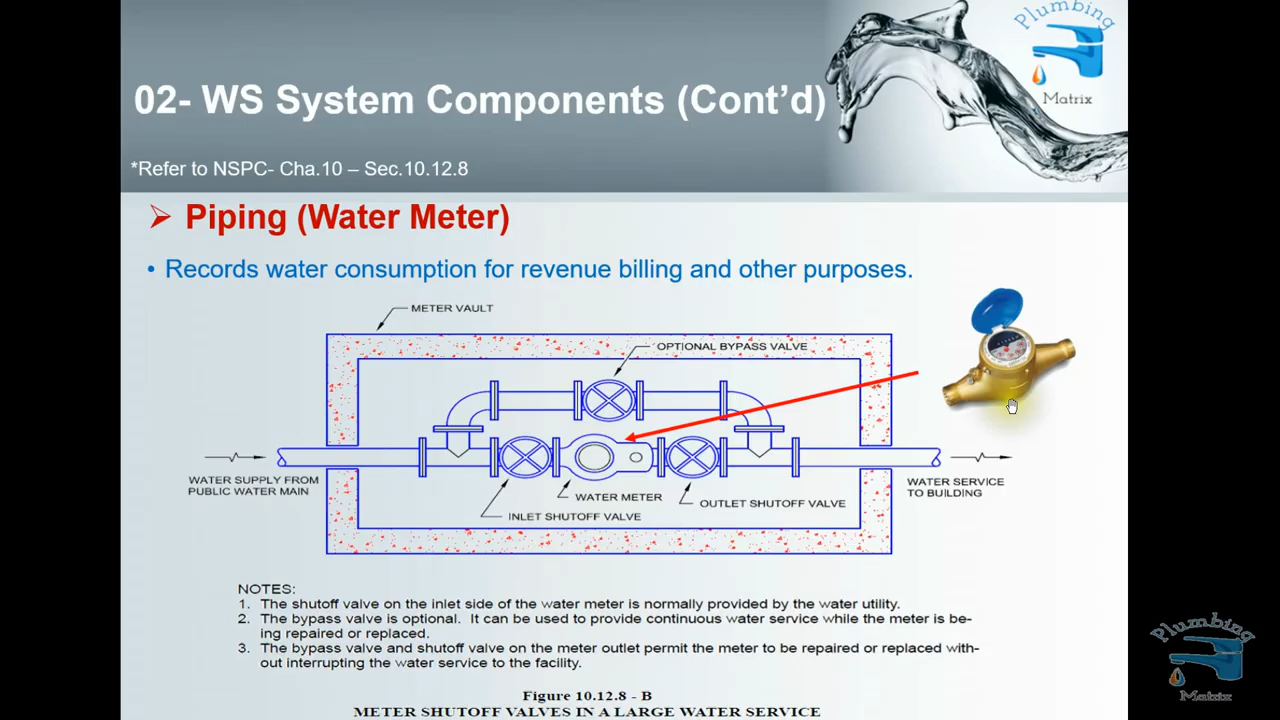 Plumbing
Matrix
02- WS System Components (Cont'd)
*Refer to NSPC- Cha.10 – Sec.10.12.8
Piping (Water Meter)
• Records water consumption for revenue billing and other purposes.
METER VAULT
OPTIONAL BYPASS VALVE
WATER SUPPLY FROM
PUBLIC WATER MAIN
WATER METER
INLET SHUTOFF VALVE
OUTLET SHUTOFF VALVE
WATER SERVICE
TO BUILDING
NOTES:
1. The shutoff valve on the inlet side of the water meter is normally provided by the water utility.
2. The bypass valve is optional. It can be used to provide continuous water service while the meter is be-
ing repaired or replaced.
3. The bypass valve and shutoff valve on the meter outlet permit the meter to be repaired or replaced with-
out interrupting the water service to the facility.
Figure 10.12.8 - B
METER SHUTOFF VALVES IN A LARGE WATER SERVICE
Plumbing
Matrix